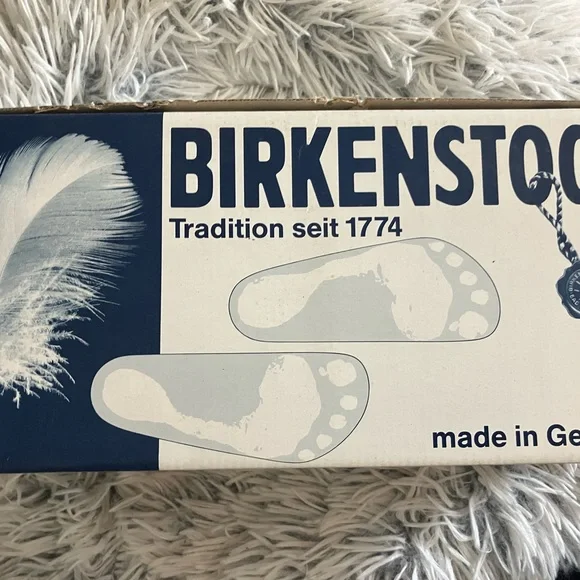 BIRKENSTOC
Tradition seit 1774
made in Ge